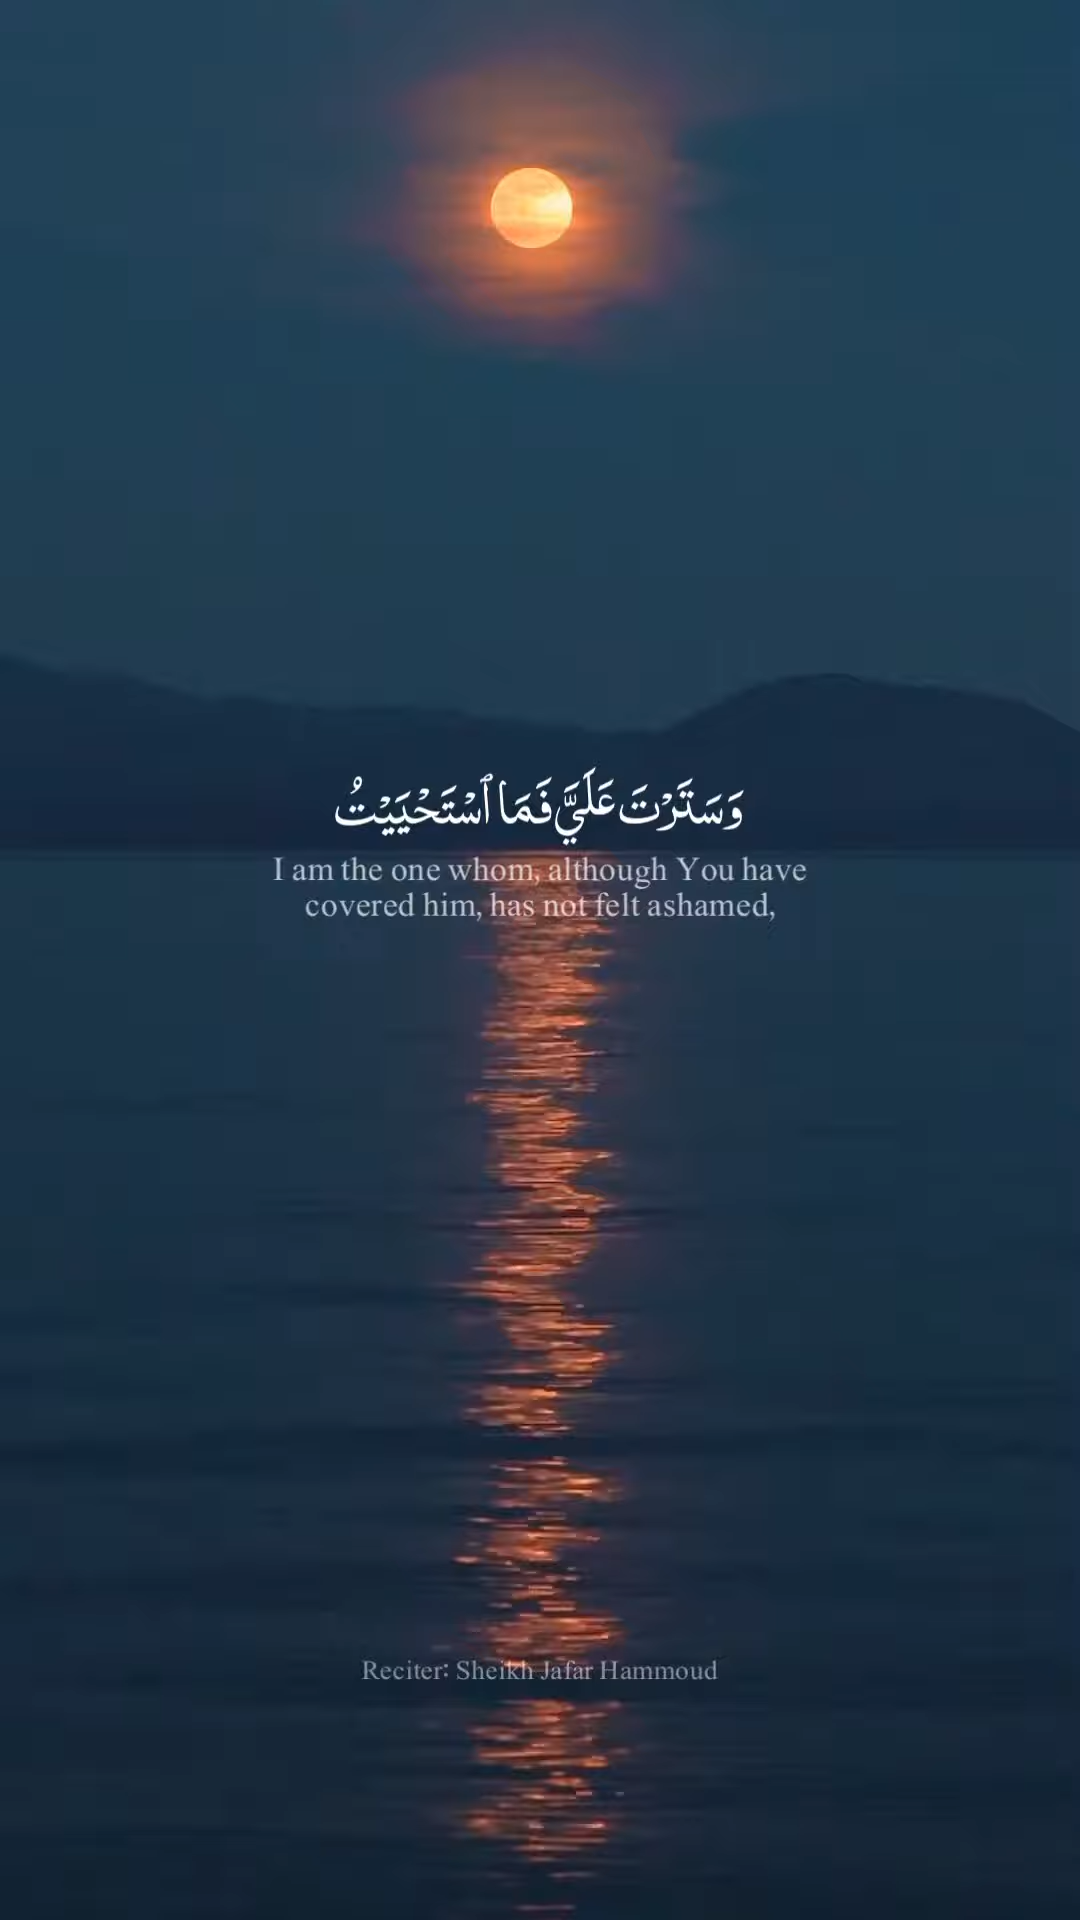 وَسَتَرْتَ عَلَيَّ فَمَا ٱسْتَحْيَيْتُ
I am the one whom, although You have
covered him, has not felt ashamed,
Reciter: Sheikh Jafar Hammoud